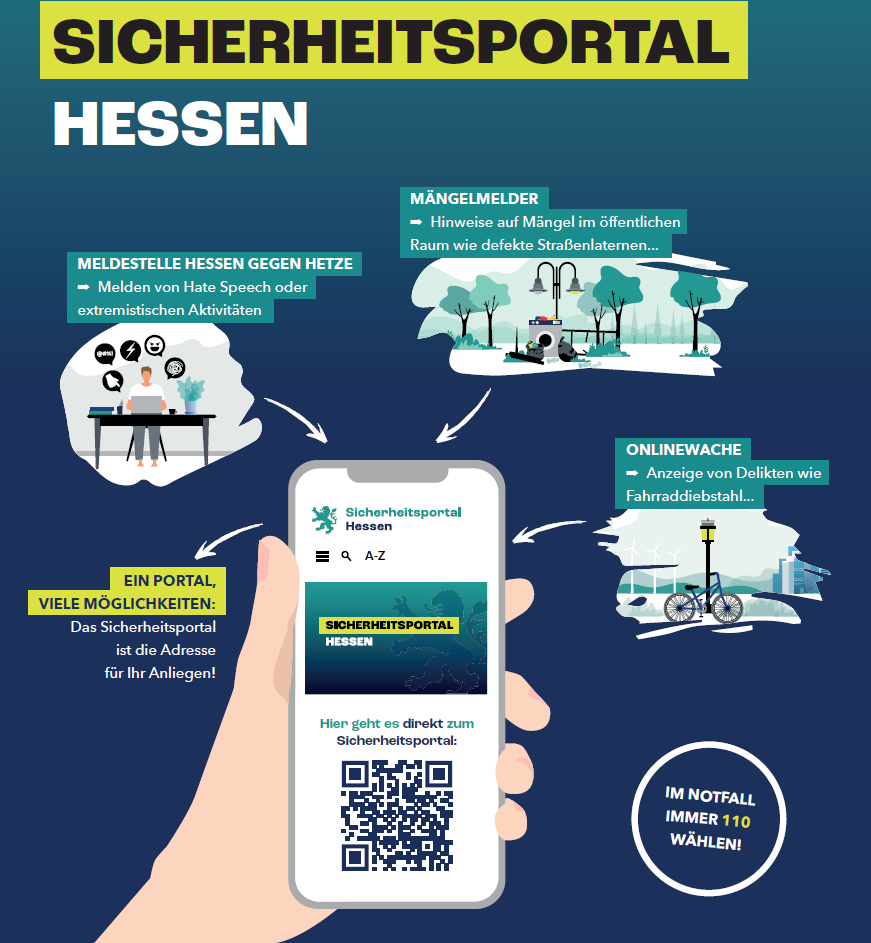 SICHERHEITSPORTAL
HESSEN
MÄNGELMELDER
➡ Hinweise auf Mängel im öffentlichen
Raum wie defekte Straßenlaternen...
MELDESTELLE HESSEN GEGEN HETZE
➡ Melden von Hate Speech oder
extremistischen Aktivitäten
@#%!
ONLINEWACHE
➡ Anzeige von Delikten wie
Fahrraddiebstahl...
Sicherheitsportal
Hessen
A-Z
EIN PORTAL,
VIELE MÖGLICHKEITEN:
Das Sicherheitsportal
ist die Adresse
für Ihr Anliegen!
SICHERHEITSPORTAL
HESSEN
Hier geht es direkt zum
Sicherheitsportal:
IM NOTFALL
IMMER 110
WÄHLEN!